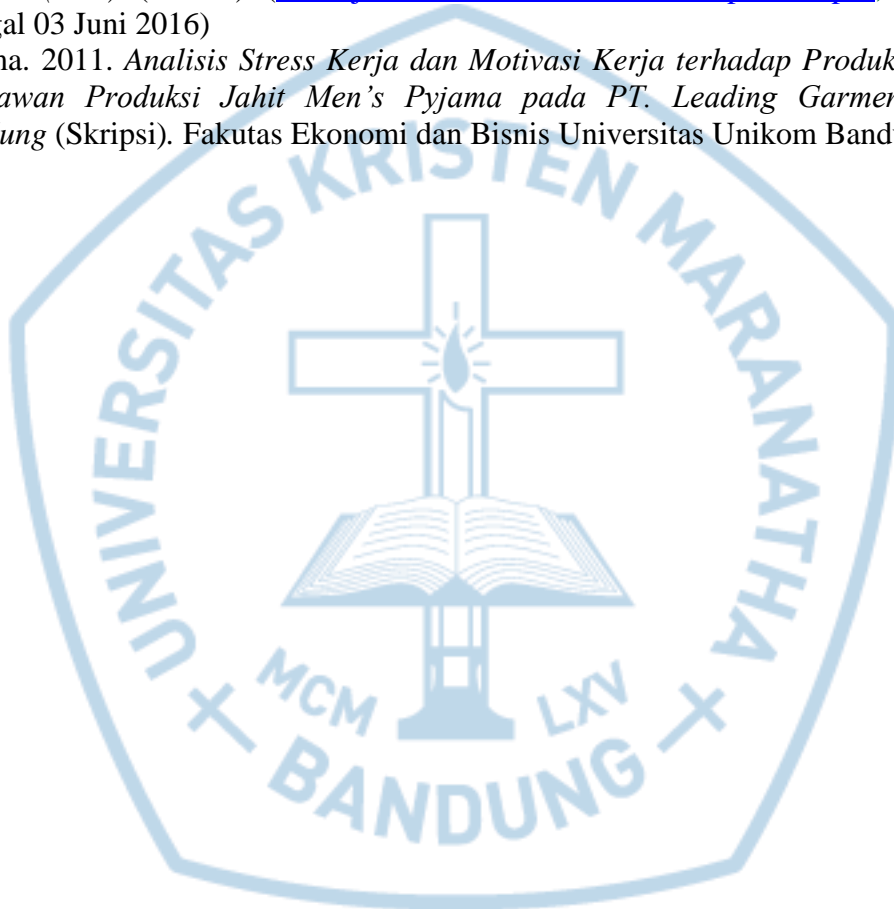 gal 03 Juni 2016)
na. 2011. Analisis Stress Kerja dan Motivasi Kerja terhadap Produk
awan Produksi Jahit Men's Pyjama pada PT. Leading Garmen
ung (Skripsi). Fakutas Ekonomi dan Bisnis Universitas Unikom Band
UNIVERSITAS KRISTEN MARANATHA
MCM LXV
BANDUNG